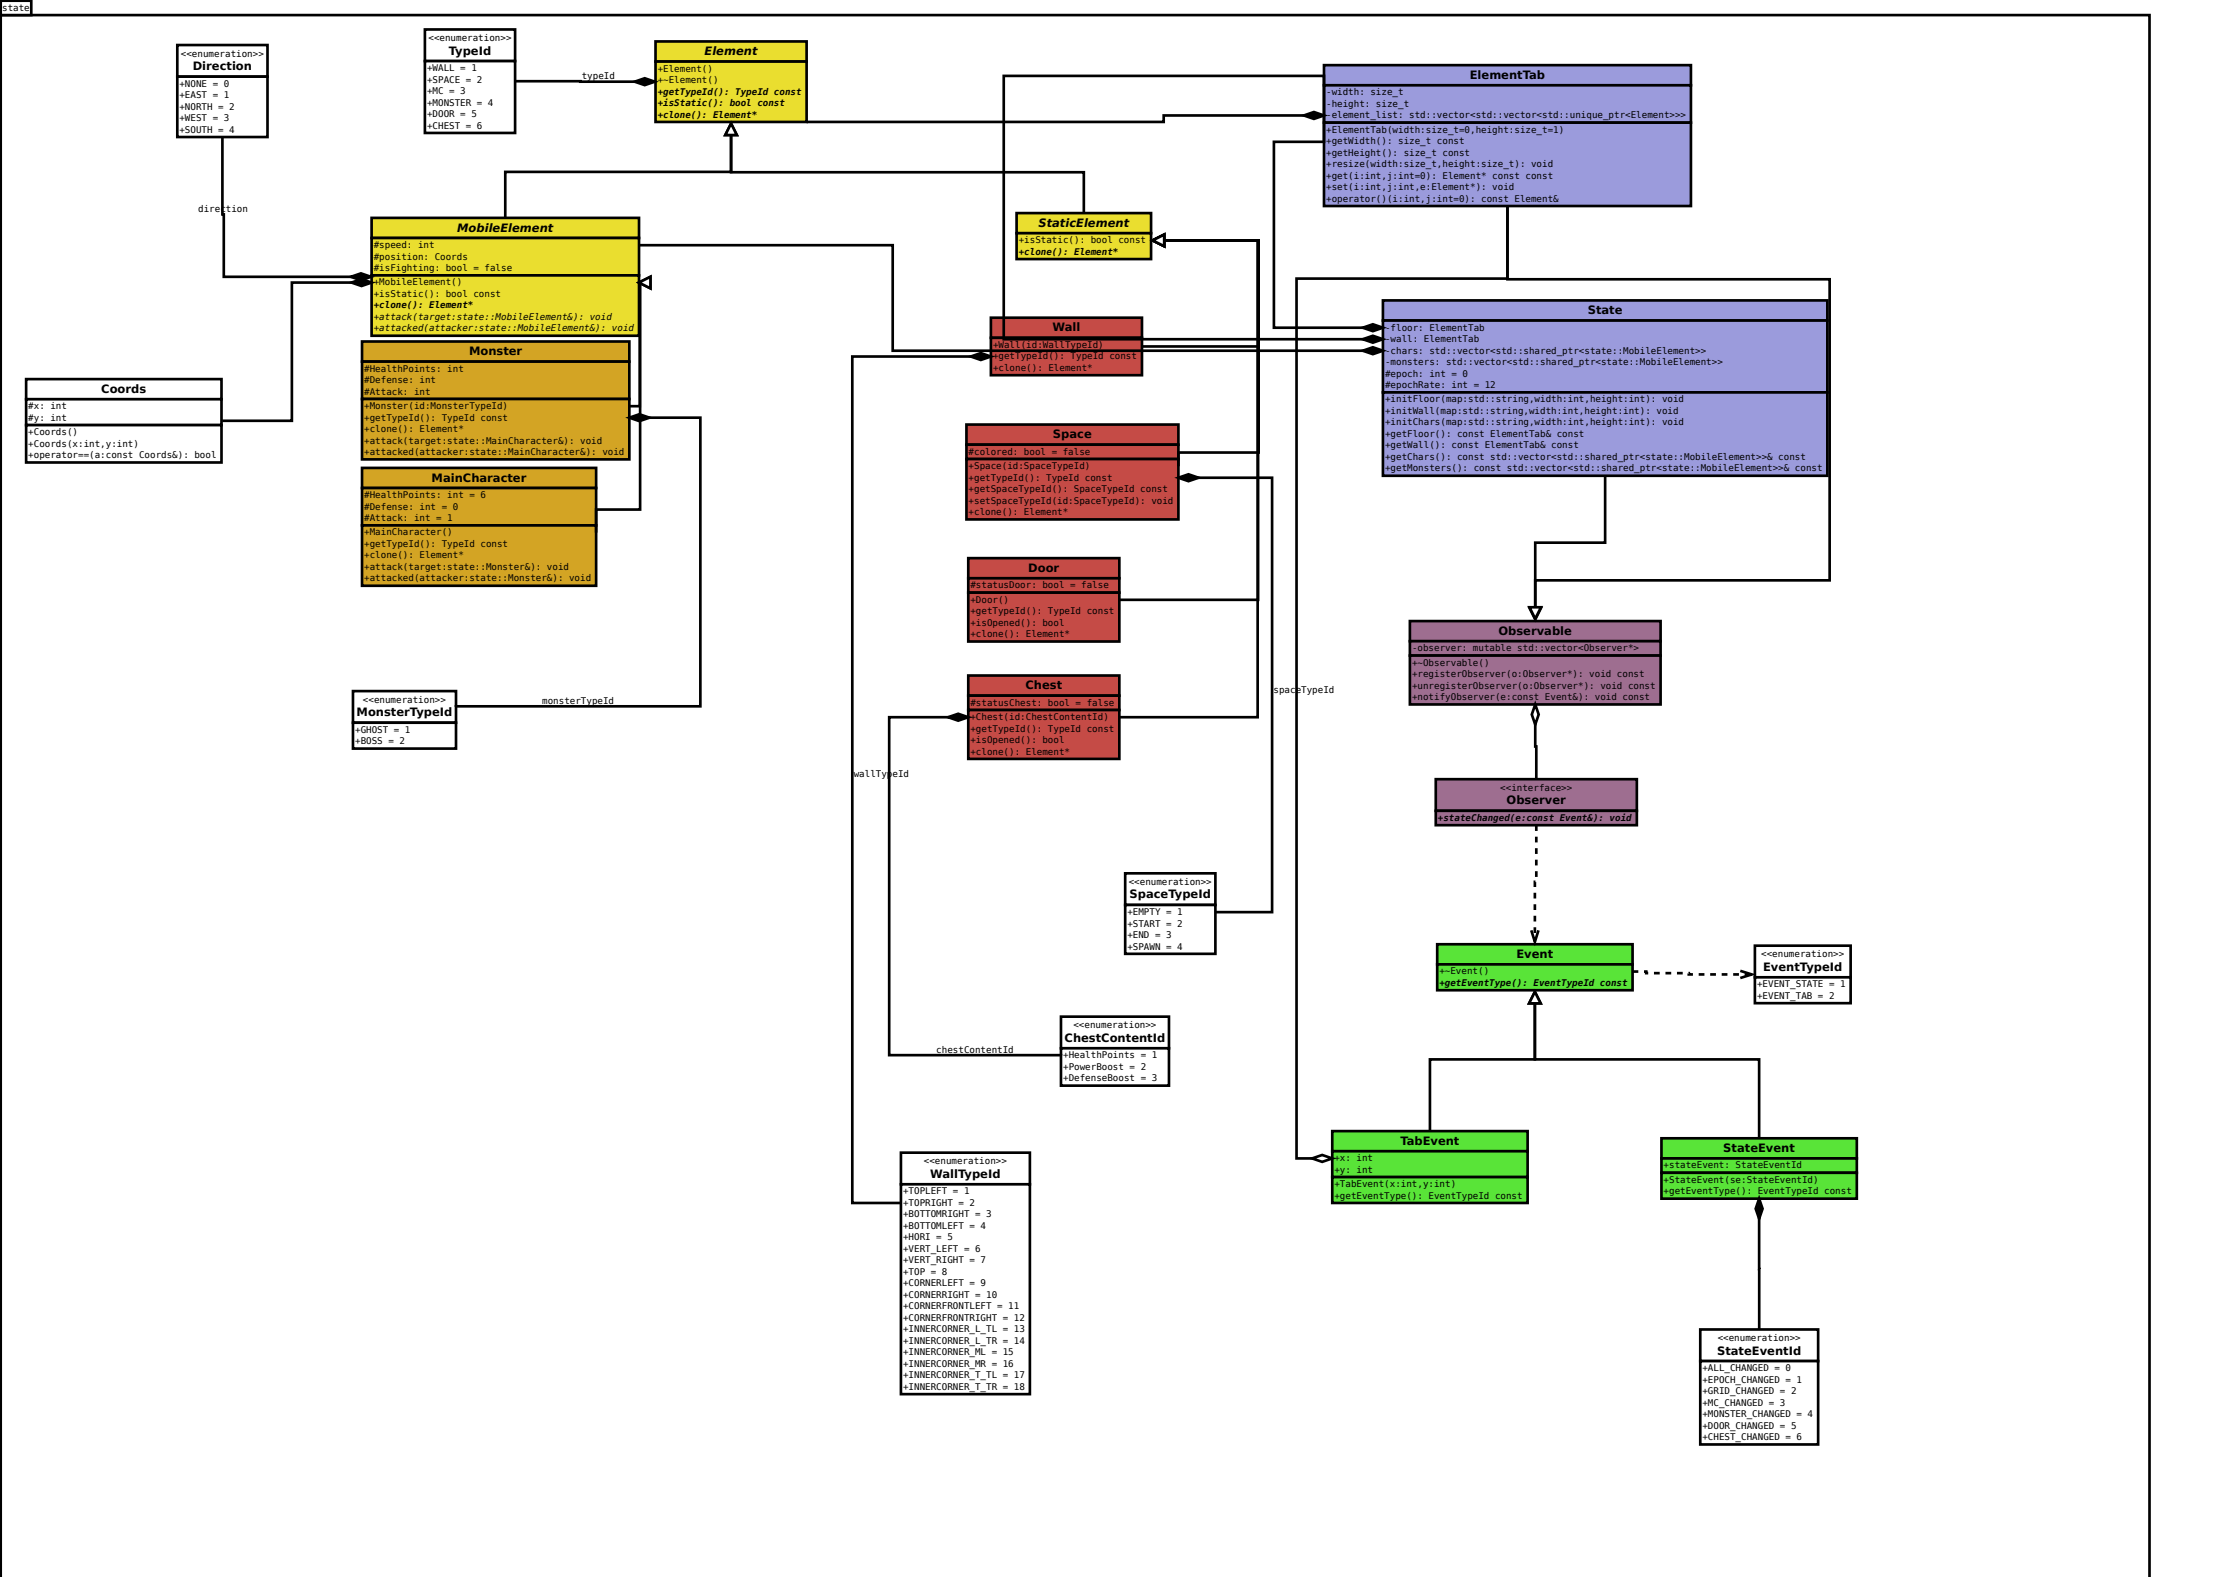 state
<<enumeration>>
Direction
+NONE = 0
+EAST = 1
+NORTH = 2
+WEST = 3
+SOUTH = 4
<<enumeration>>
TypeId
+WALL = 1
+SPACE = 2
+MC = 3
+MONSTER = 4
+DOOR = 5
+CHEST = 6
typeId
Element
+Element()
+~Element()
+getTypeId(): TypeId const
+isStatic(): bool const
+clone(): Element*
ElementTab
-width: size_t
-height: size_t
-element_list: std::vector<std::vector<std::unique_ptr<Element>>>
+ElementTab(width:size_t=0,height:size_t=1)
+getWidth(): size_t const
+getHeight(): size_t const
+resize(width:size_t,height:size_t): void
+get(i:int,j:int=0): Element* const const
+set(i:int,j:int,e:Element*): void
+operator()(i:int,j:int=0): const Element&
direction
MobileElement
#speed: int
#position: Coords
#isFighting: bool = false
+MobileElement()
+isStatic(): bool const
+clone(): Element*
+attack(target:state::MobileElement&): void
+attacked(attacker:state::MobileElement&): void
StaticElement
+isStatic(): bool const
+clone(): Element*
State
-floor: ElementTab
-wall: ElementTab
-chars: std::vector<std::shared_ptr<state::MobileElement>>
-monsters: std::vector<std::shared_ptr<state::MobileElement>>
#epoch: int = 0
#epochRate: int = 12
+initFloor(map:std::string,width:int,height:int): void
+initWall(map:std::string,width:int,height:int): void
+initChars(map:std::string,width:int,height:int): void
+getFloor(): const ElementTab& const
+getWall(): const ElementTab& const
+getChars(): const std::vector<std::shared_ptr<state::MobileElement>>& const
+getMonsters(): const std::vector<std::shared_ptr<state::MobileElement>>& const
Wall
+Wall(id:WallTypeId)
+getTypeId(): TypeId const
+clone(): Element*
Monster
#HealthPoints: int
#Defense: int
#Attack: int
+Monster(id:MonsterTypeId)
+getTypeId(): TypeId const
+clone(): Element*
+attack(target:state::MainCharacter&): void
+attacked(attacker:state::MainCharacter&): void
Coords
#x: int
#y: int
+Coords()
+Coords(x:int,y:int)
+operator==(a:const Coords&): bool
Space
#colored: bool = false
+Space(id:SpaceTypeId)
+getTypeId(): TypeId const
+getSpaceTypeId(): SpaceTypeId const
+setSpaceTypeId(id:SpaceTypeId): void
+clone(): Element*
MainCharacter
#HealthPoints: int = 6
#Defense: int = 0
#Attack: int = 1
+MainCharacter()
+getTypeId(): TypeId const
+clone(): Element*
+attack(target:state::Monster&): void
+attacked(attacker:state::Monster&): void
Door
#statusDoor: bool = false
+Door()
+getTypeId(): TypeId const
+isOpened(): bool
+clone(): Element*
Observable
-observer: mutable std::vector<Observer*>
+~Observable()
+registerObserver(o:Observer*): void const
+unregisterObserver(o:Observer*): void const
+notifyObserver(e:const Event&): void const
Chest
#statusChest: bool = false
+Chest(id:ChestContentId)
+getTypeId(): TypeId const
+isOpened(): bool
+clone(): Element*
spaceTypeId
<<enumeration>>
MonsterTypeId
+GHOST = 1
+BOSS = 2
monsterTypeId
wallTypeId
<<interface>>
Observer
+stateChanged(e:const Event&): void
<<enumeration>>
SpaceTypeId
+EMPTY = 1
+START = 2
+END = 3
+SPAWN = 4
Event
+~Event()
+getEventType(): EventTypeId const
<<enumeration>>
EventTypeId
+EVENT_STATE = 1
+EVENT_TAB = 2
<<enumeration>>
ChestContentId
+HealthPoints = 1
+PowerBoost = 2
+DefenseBoost = 3
chestContentId
TabEvent
+x: int
+y: int
+TabEvent(x:int,y:int)
+getEventType(): EventTypeId const
StateEvent
+stateEvent: StateEventId
+StateEvent(se:StateEventId)
+getEventType(): EventTypeId const
<<enumeration>>
WallTypeId
+TOPLEFT = 1
+TOPRIGHT = 2
+BOTTOMRIGHT = 3
+BOTTOMLEFT = 4
+HORI = 5
+VERT_LEFT = 6
+VERT_RIGHT = 7
+TOP = 8
+CORNERLEFT = 9
+CORNERRIGHT = 10
+CORNERFRONTLEFT = 11
+CORNERFRONTRIGHT = 12
+INNERCORNER_L_TL = 13
+INNERCORNER_L_TR = 14
+INNERCORNER_ML = 15
+INNERCORNER_MR = 16
+INNERCORNER_T_TL = 17
+INNERCORNER_T_TR = 18
<<enumeration>>
StateEventId
+ALL_CHANGED = 0
+EPOCH_CHANGED = 1
+GRID_CHANGED = 2
+MC_CHANGED = 3
+MONSTER_CHANGED = 4
+DOOR_CHANGED = 5
+CHEST_CHANGED = 6